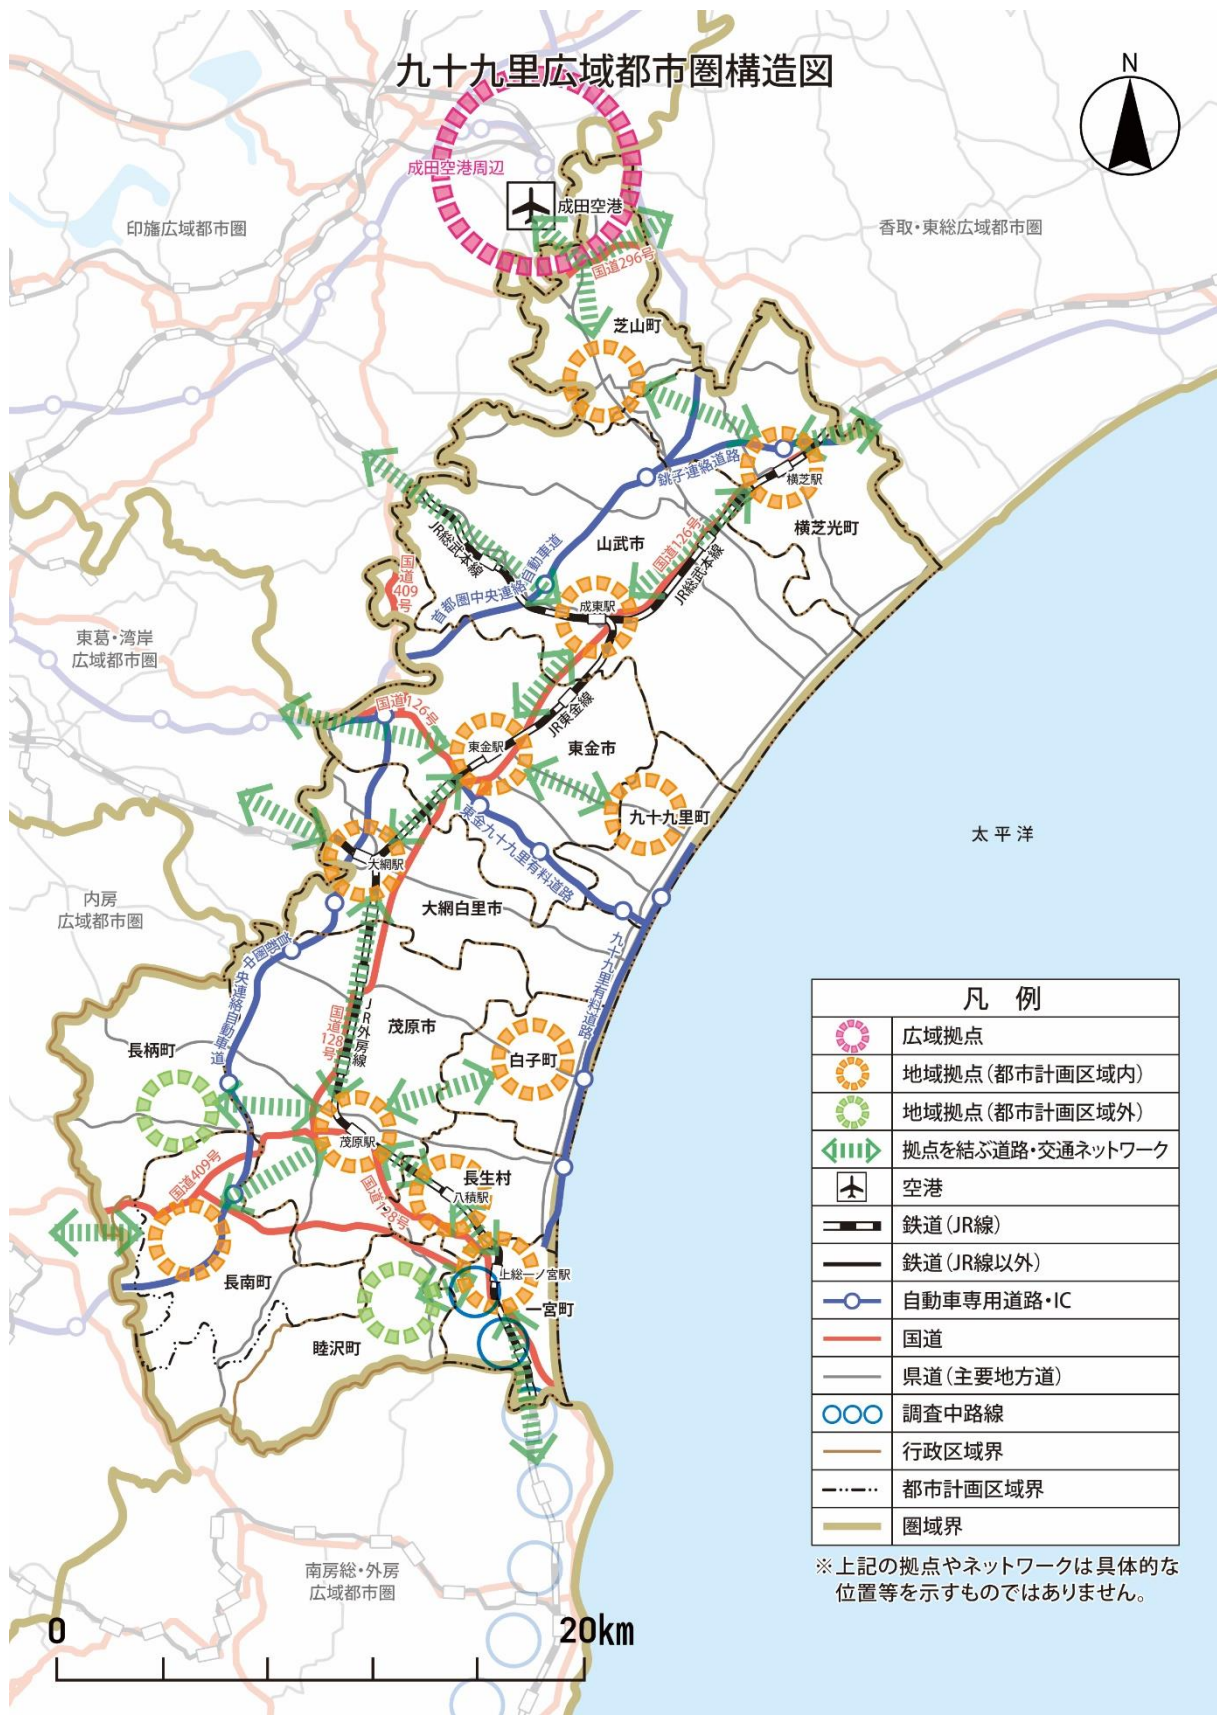 九十九里広域都市圏構造図
N
成田空港周辺
成田空港
印旛広域都市圏
香取・東総広域都市圏
国道296号
芝山町
銚子連絡道路
横芝駅
横芝光町
JR総武本線
山武市
国道126号
JR総武本線
国道409号
首都圏中央連絡自動車道
成東駅
東葛・湾岸
広域都市圏
国道126号
JR東金線
東金駅
東金市
九十九里町
東金九十九里有料道路
太平洋
大網駅
内房
広域都市圏
大網白里市
首都圏中央連絡自動車道
九十九里有料道路
国道128号
JR外房線
茂原市
長柄町
白子町
茂原駅
国道409号
長生村
八積駅
国道128号
長南町
上総一ノ宮駅
一宮町
睦沢町
南房総・外房
広域都市圏
0
20km
凡例
広域拠点
地域拠点(都市計画区域内)
地域拠点(都市計画区域外)
拠点を結ぶ道路・交通ネットワーク
空港
鉄道(JR線)
鉄道(JR線以外)
自動車専用道路・IC
国道
県道(主要地方道)
調査中路線
行政区域界
都市計画区域界
圏域界
※上記の拠点やネットワークは具体的な
位置等を示すものではありません。